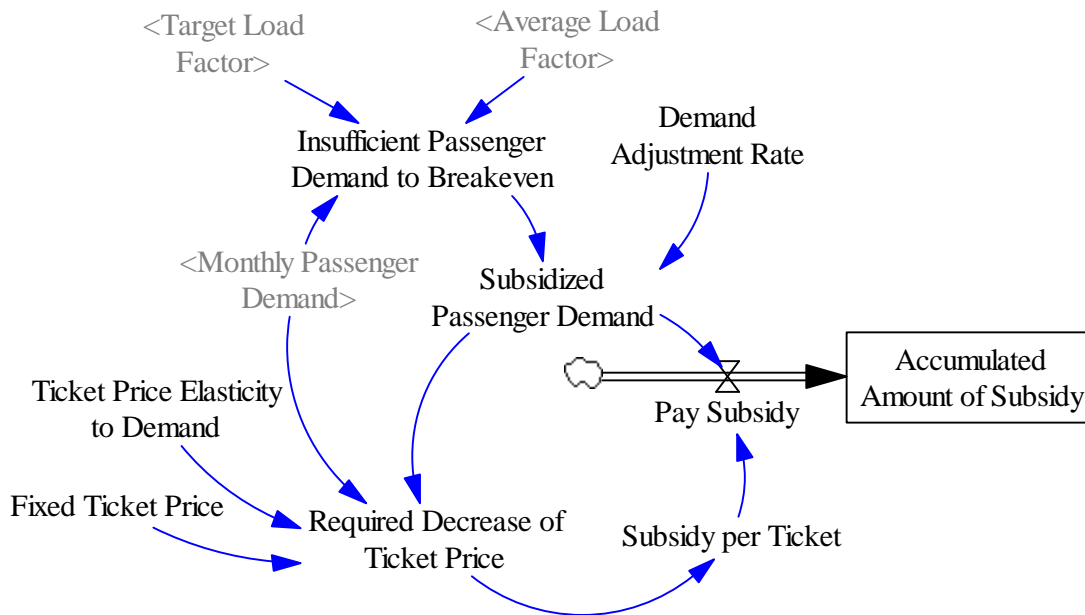 <Target Load
Factor>
<Average Load
Factor>
Insufficient Passenger
Demand to Breakeven
Demand
Adjustment Rate
<Monthly Passenger
Demand>
Subsidized
Passenger Demand
Accumulated
Amount of Subsidy
Pay Subsidy
Ticket Price Elasticity
to Demand
Fixed Ticket Price
Required Decrease of
Ticket Price
Subsidy per Ticket